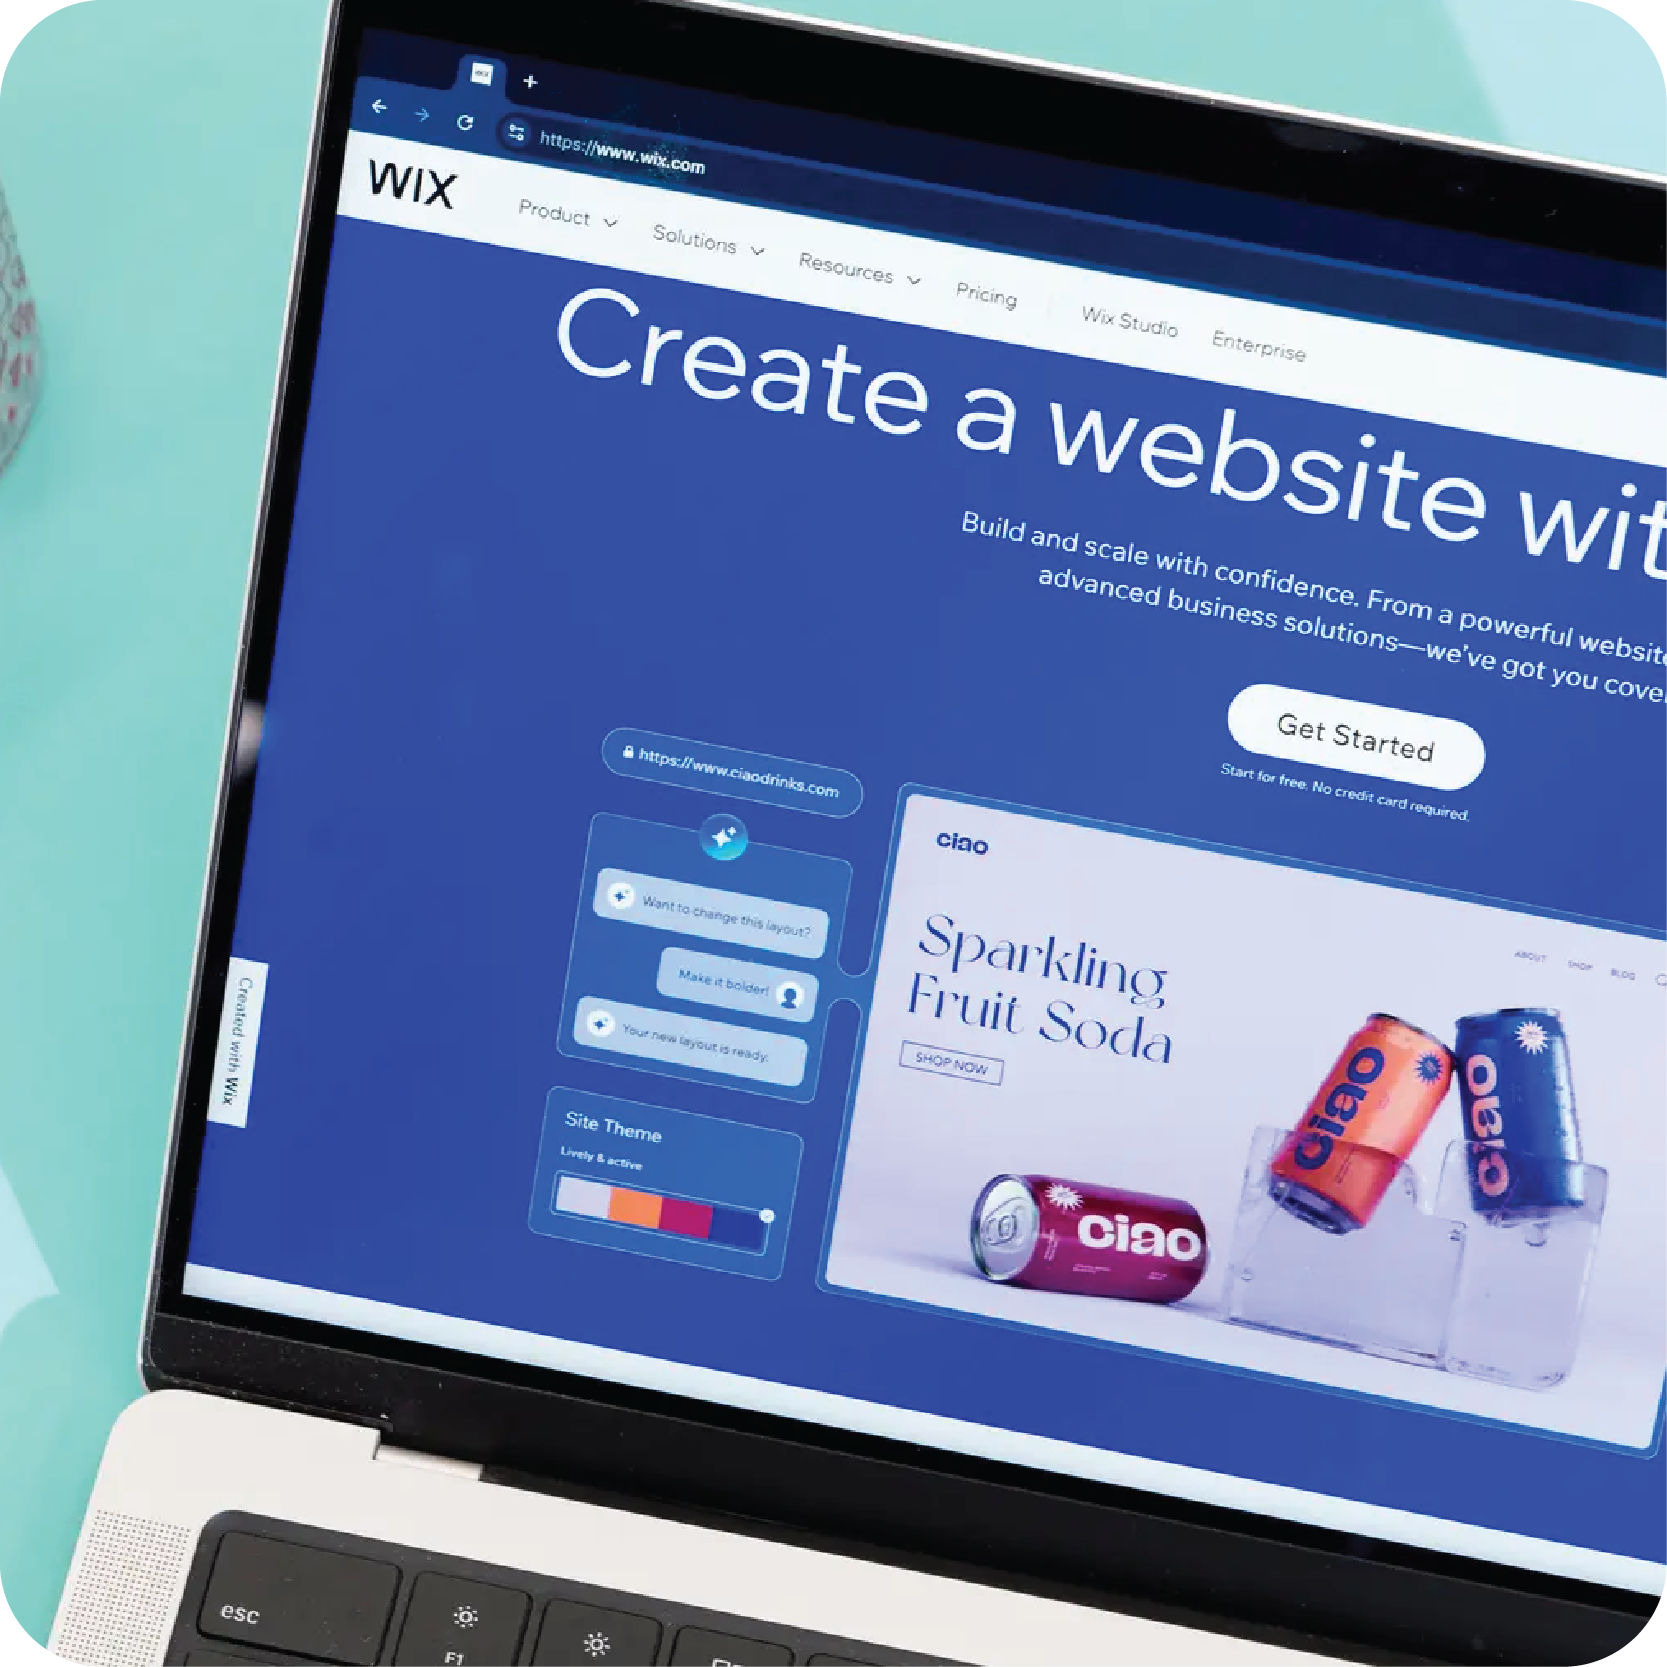 https://www.wix.com
WIX
Product
Solutions
Resources
Pricing
Wix Studio
Enterprise
Create a website wit
Build and scale with confidence. From a powerful website
advanced business solutions—we've got you cove
Get Started
Start for free. No credit card required.
https://www.ciaodrinks.com
Want to change this layout?
Make it bolder!
Your new layout is ready.
Site Theme
Lively & active
Created with Wix
ciao
ABOUT
SHOP
BLOG
Sparkling
Fruit Soda
SHOP NOW
ciao
ciao
ciao
esc
F1